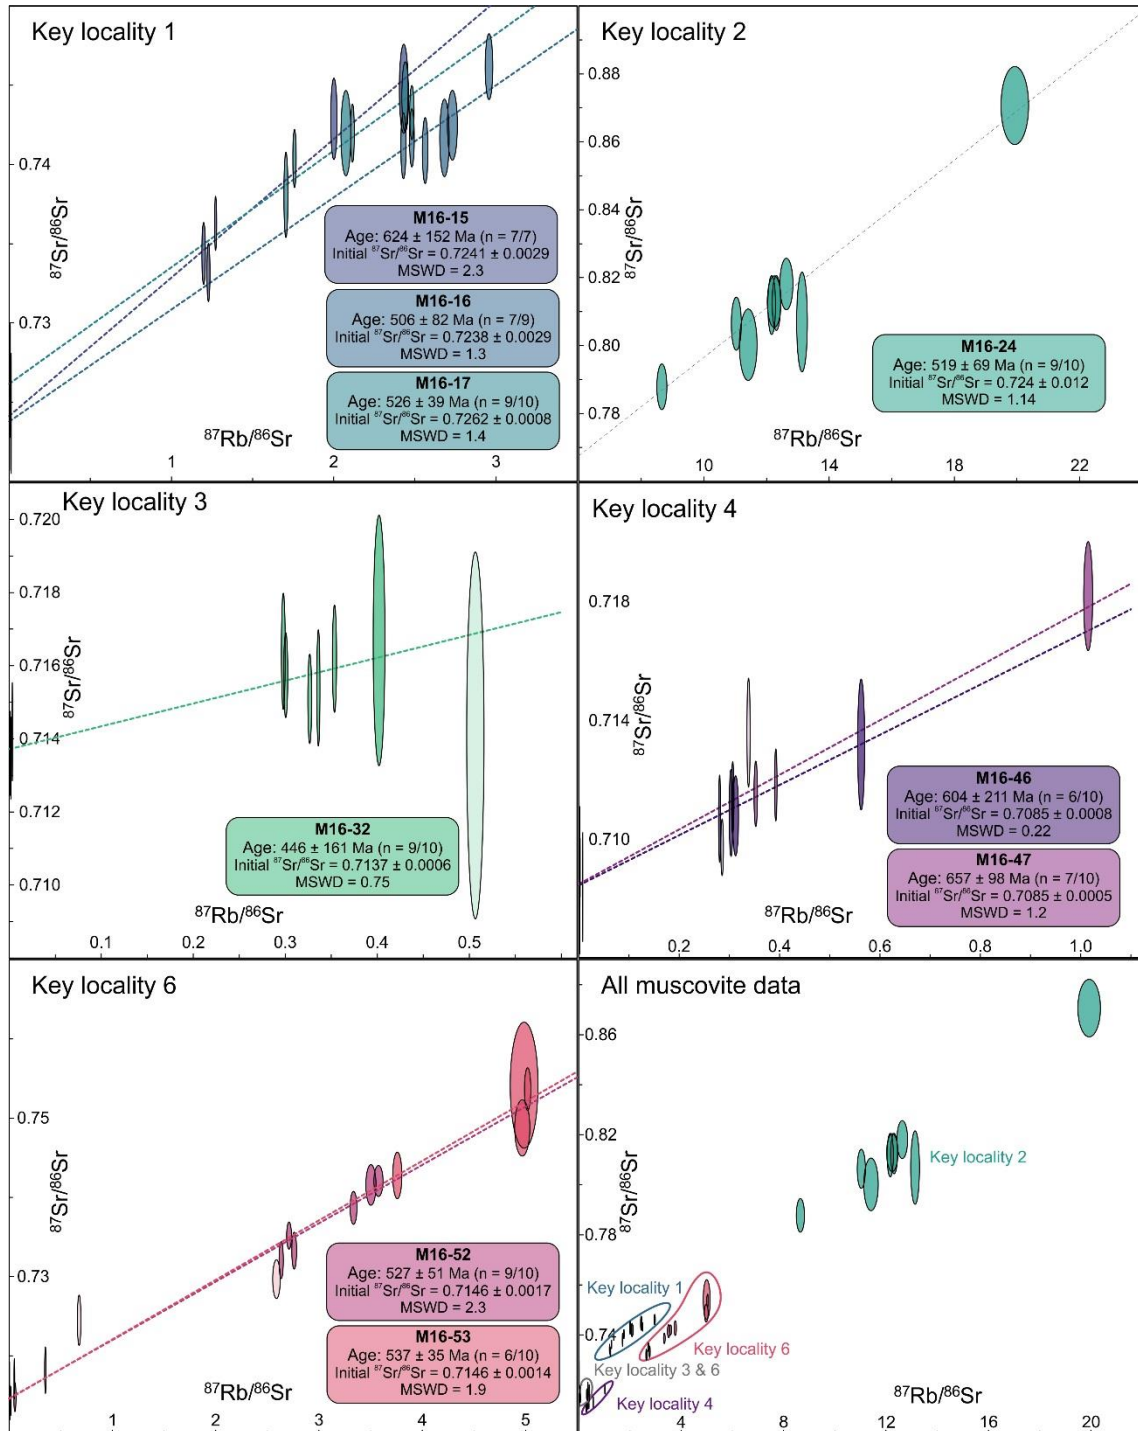 Key locality 1
0.74
0.73
87Sr/86Sr
87Rb/86Sr
1
2
3
M16-15
Age: 624 ± 152 Ma (n = 7/7)
Initial 87Sr/86Sr = 0.7241 ± 0.0029
MSWD = 2.3
M16-16
Age: 506 ± 82 Ma (n = 7/9)
Initial 87Sr/86Sr = 0.7238 ± 0.0029
MSWD = 1.3
M16-17
Age: 526 ± 39 Ma (n = 9/10)
Initial 87Sr/86Sr = 0.7262 ± 0.0008
MSWD = 1.4
Key locality 2
0.88
0.86
0.84
0.82
0.80
0.78
87Sr/86Sr
M16-24
Age: 519 ± 69 Ma (n = 9/10)
Initial 87Sr/86Sr = 0.724 ± 0.012
MSWD = 1.14
87Rb/86Sr
10
14
18
22
Key locality 3
0.720
0.718
0.716
0.714
0.712
0.710
87Sr/86Sr
M16-32
Age: 446 ± 161 Ma (n = 9/10)
Initial 87Sr/86Sr = 0.7137 ± 0.0006
MSWD = 0.75
87Rb/86Sr
0.1
0.2
0.3
0.4
0.5
Key locality 4
0.718
0.714
0.710
87Sr/86Sr
M16-46
Age: 604 ± 211 Ma (n = 6/10)
Initial 87Sr/86Sr = 0.7085 ± 0.0008
MSWD = 0.22
M16-47
Age: 657 ± 98 Ma (n = 7/10)
Initial 87Sr/86Sr = 0.7085 ± 0.0005
MSWD = 1.2
87Rb/86Sr
0.2
0.4
0.6
0.8
1.0
Key locality 6
0.75
0.73
87Sr/86Sr
M16-52
Age: 527 ± 51 Ma (n = 9/10)
Initial 87Sr/86Sr = 0.7146 ± 0.0017
MSWD = 2.3
M16-53
Age: 537 ± 35 Ma (n = 6/10)
Initial 87Sr/86Sr = 0.7146 ± 0.0014
MSWD = 1.9
87Rb/86Sr
1
2
3
4
5
All muscovite data
0.86
0.82
0.78
0.74
87Sr/86Sr
Key locality 2
Key locality 1
Key locality 6
Key locality 3 & 6
Key locality 4
87Rb/86Sr
4
8
12
16
20